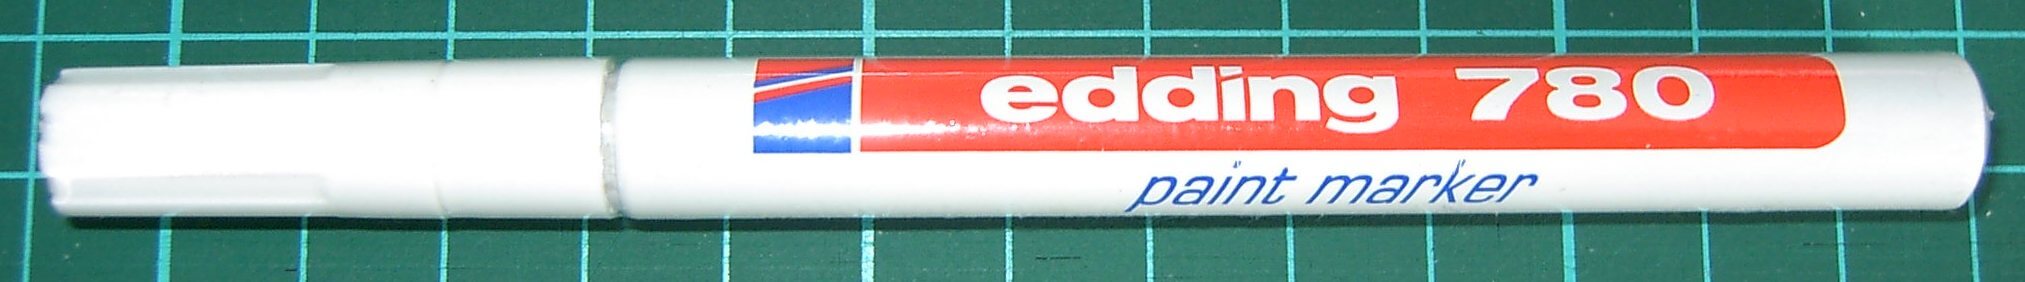 edding 780
paint marker